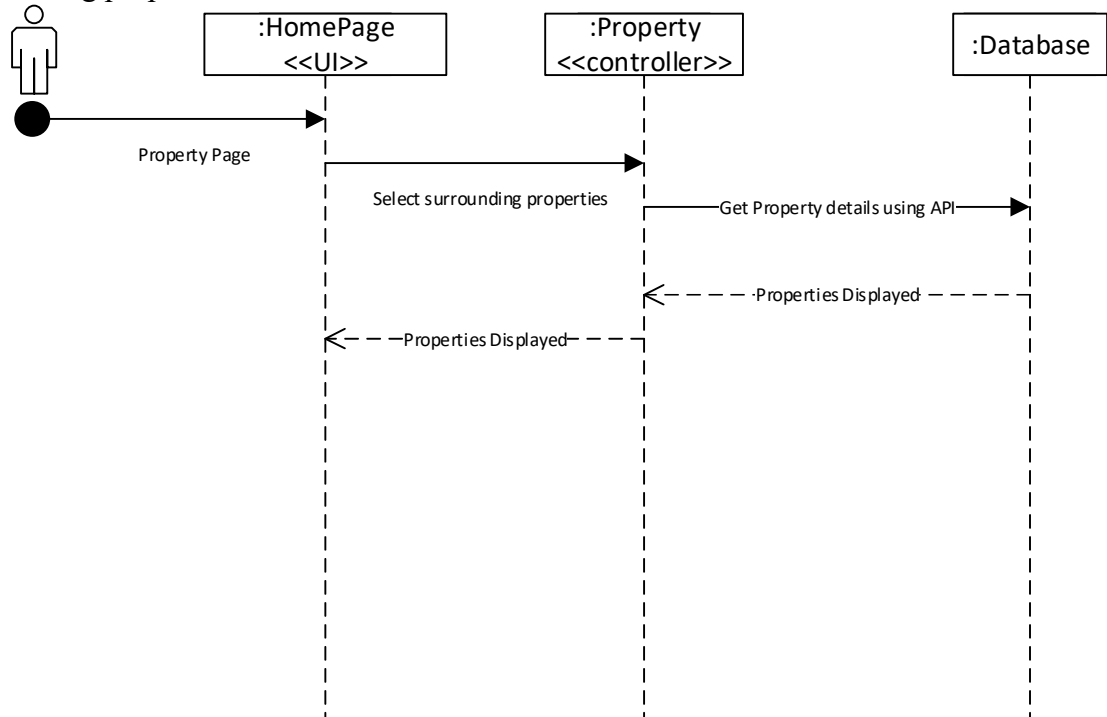 :HomePage
<<UI>>
:Property
<<controller>>
:Database
Property Page
Select surrounding properties
Get Property details using API
Properties Displayed
Properties Displayed